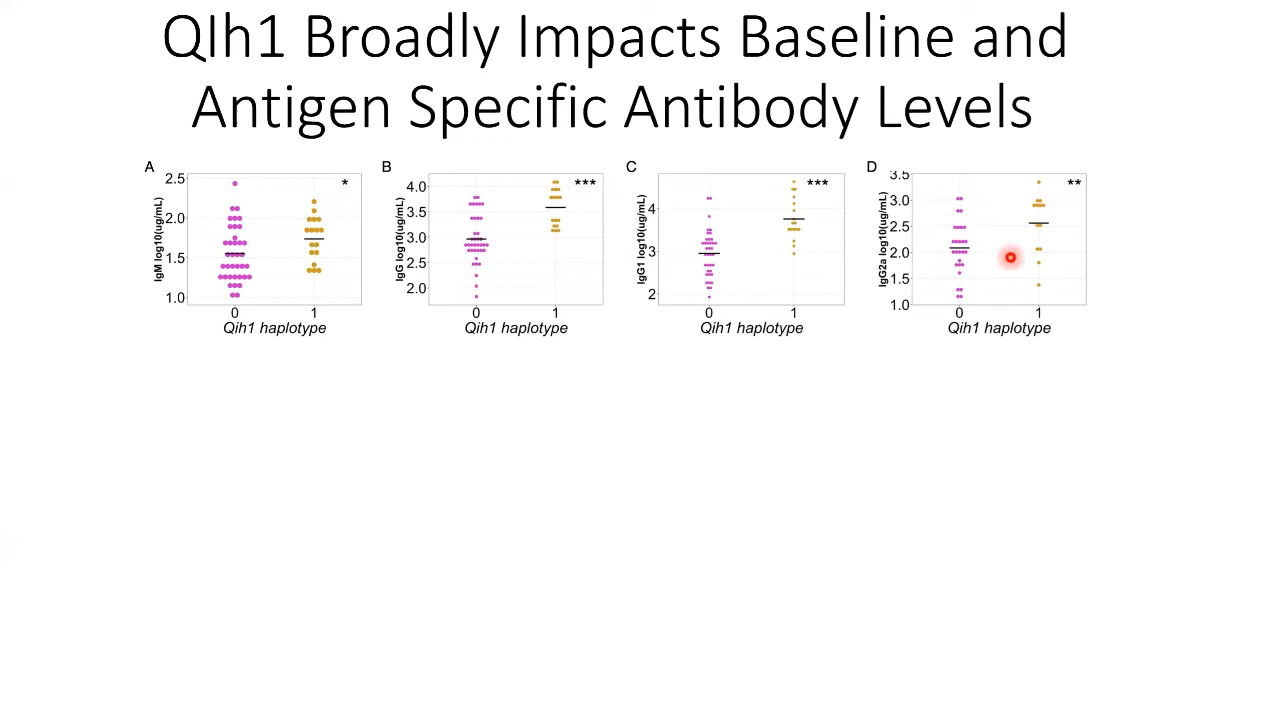 QIh1 Broadly Impacts Baseline and
Antigen Specific Antibody Levels
A
2.5
2.0
1.5
1.0
IgM log10(ug/mL)
*
0 1
Qih1 haplotype
B
4.0
3.5
3.0
2.5
2.0
IgG log10(ug/mL)
***
0 1
Qih1 haplotype
C
4
3
2
IgG1 log10(ug/mL)
***
0 1
Qih1 haplotype
D
3.5
3.0
2.5
2.0
1.5
1.0
IgG2a log10(ug/mL)
**
0 1
Qih1 haplotype